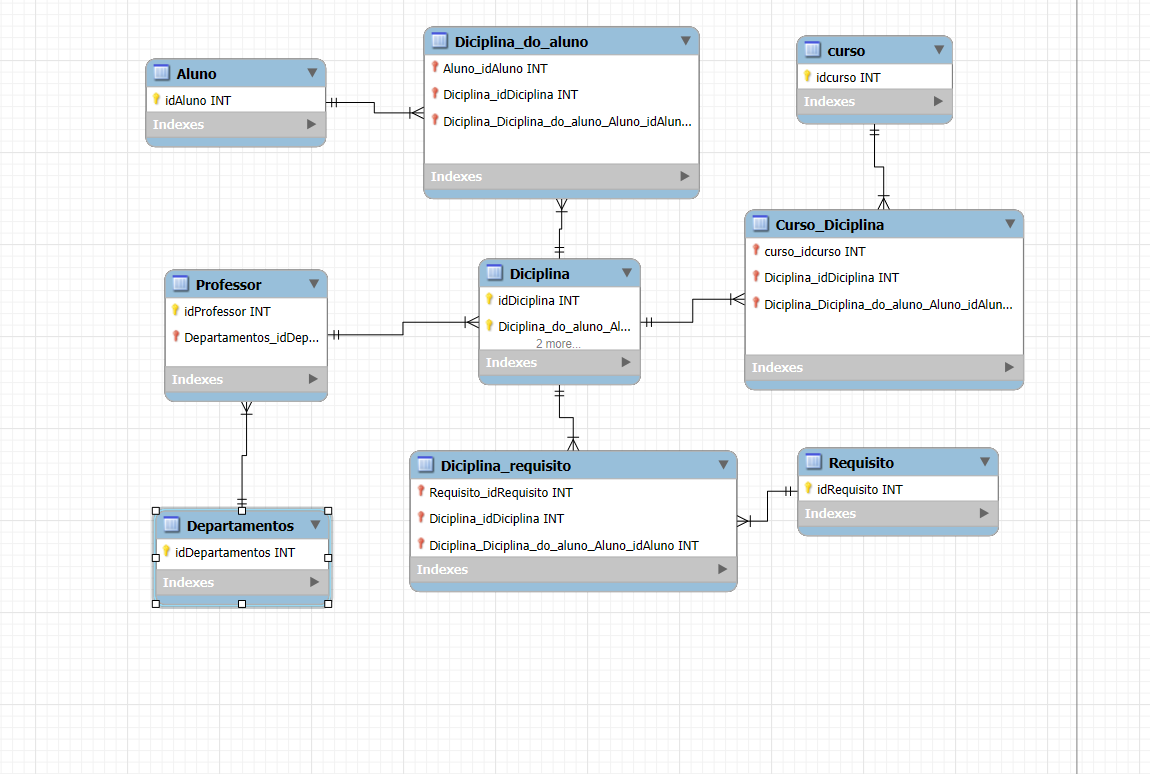 Aluno
idAluno INT
Indexes
Diciplina_do_aluno
Aluno_idAluno INT
Diciplina_idDiciplina INT
Diciplina_Diciplina_do_aluno_Aluno_idAlun...
Indexes
curso
idcurso INT
Indexes
Curso_Diciplina
curso_idcurso INT
Diciplina_idDiciplina INT
Diciplina_Diciplina_do_aluno_Aluno_idAlun...
Indexes
Professor
idProfessor INT
Departamentos_idDep...
Indexes
Diciplina
idDiciplina INT
Diciplina_do_aluno_Al...
2 more...
Indexes
Departamentos
idDepartamentos INT
Indexes
Diciplina_requisito
Requisito_idRequisito INT
Diciplina_idDiciplina INT
Diciplina_Diciplina_do_aluno_Aluno_idAluno INT
Indexes
Requisito
idRequisito INT
Indexes